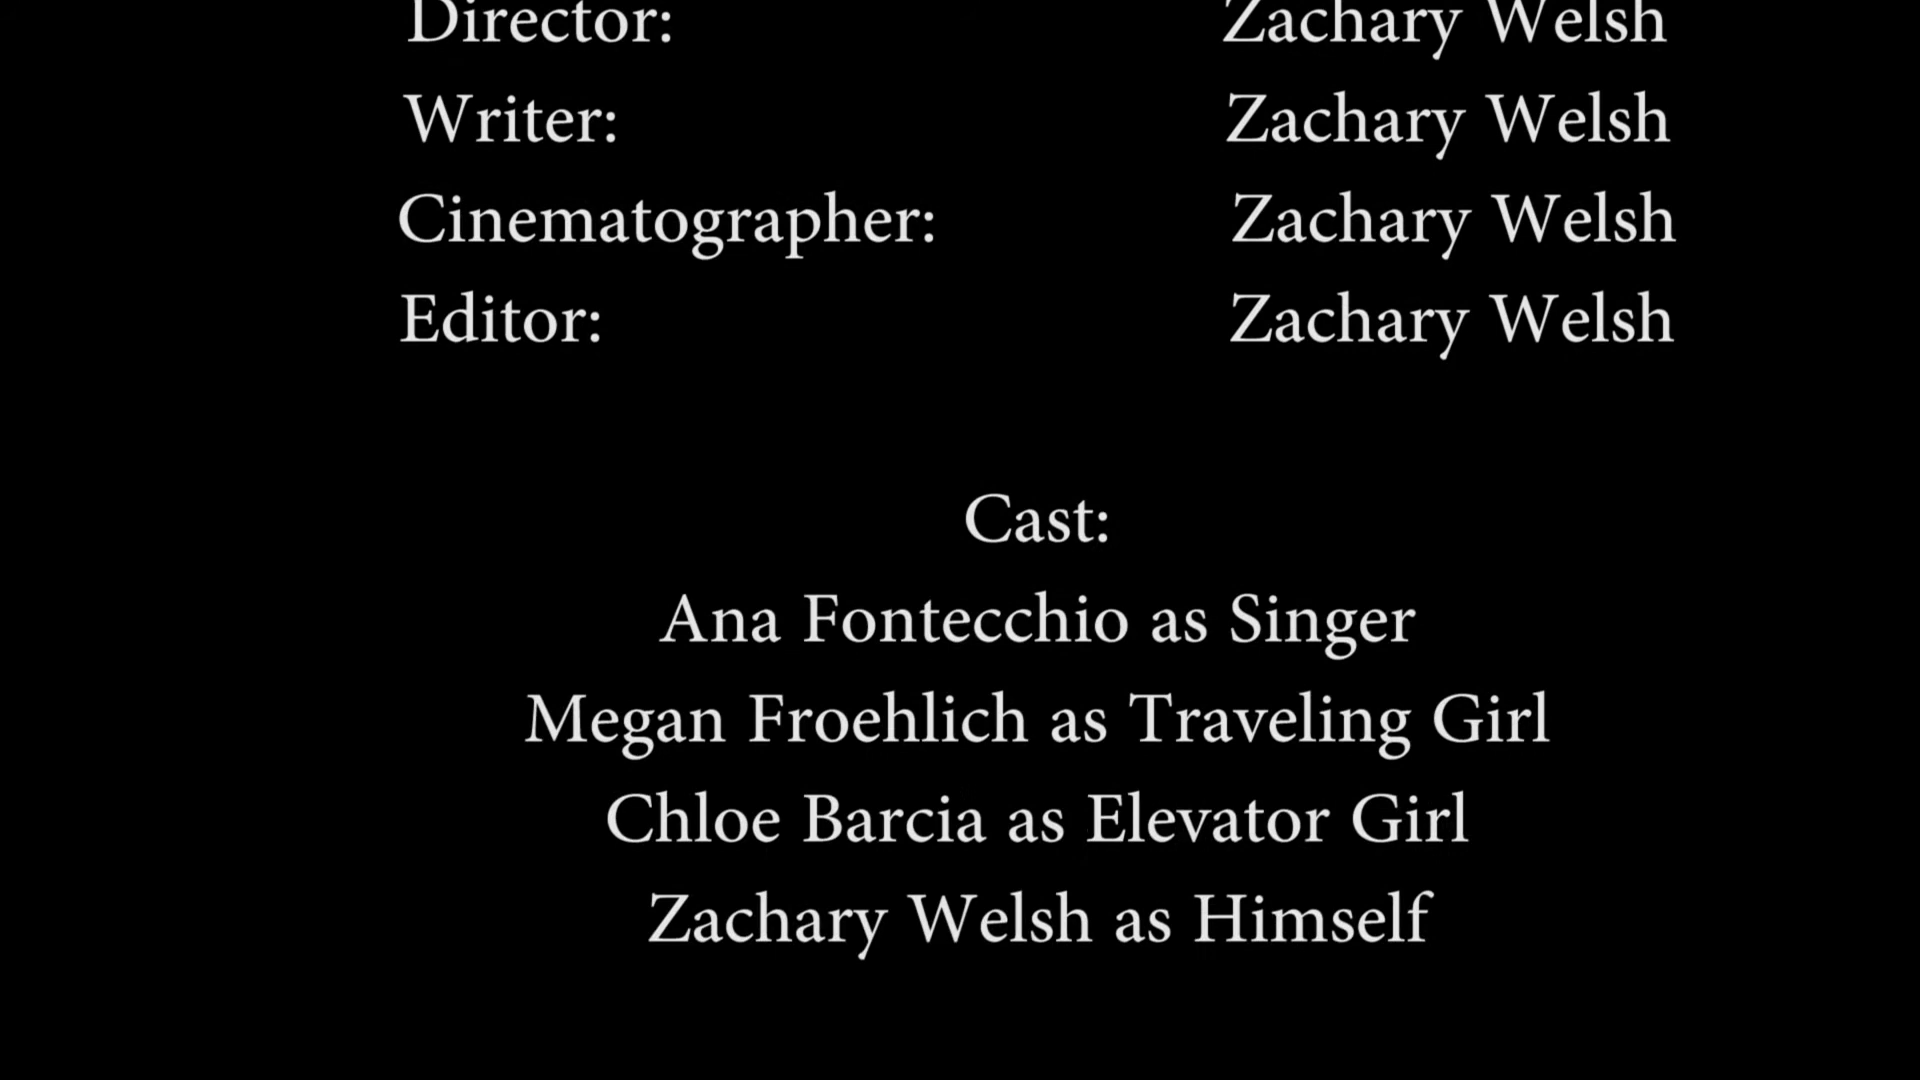 Director: Zachary Welsh
Writer: Zachary Welsh
Cinematographer: Zachary Welsh
Editor: Zachary Welsh
Cast:
Ana Fontecchio as Singer
Megan Froehlich as Traveling Girl
Chloe Barcia as Elevator Girl
Zachary Welsh as Himself